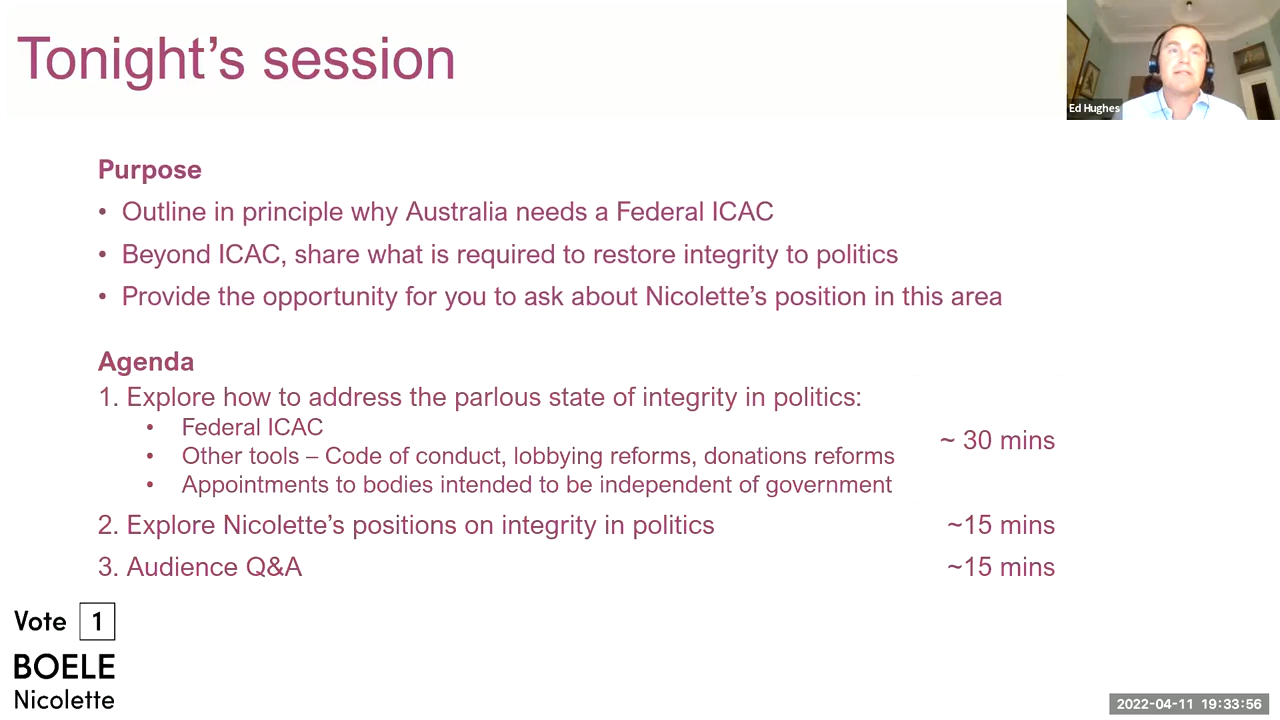 Tonight’s session
Ed Hughes
Purpose
• Outline in principle why Australia needs a Federal ICAC
• Beyond ICAC, share what is required to restore integrity to politics
• Provide the opportunity for you to ask about Nicolette’s position in this area
Agenda
1. Explore how to address the parlous state of integrity in politics:
• Federal ICAC
• Other tools – Code of conduct, lobbying reforms, donations reforms
~ 30 mins
• Appointments to bodies intended to be independent of government
2. Explore Nicolette’s positions on integrity in politics ~15 mins
3. Audience Q&A ~15 mins
Vote 1
BOELE
Nicolette
2022-04-11 19:33:56